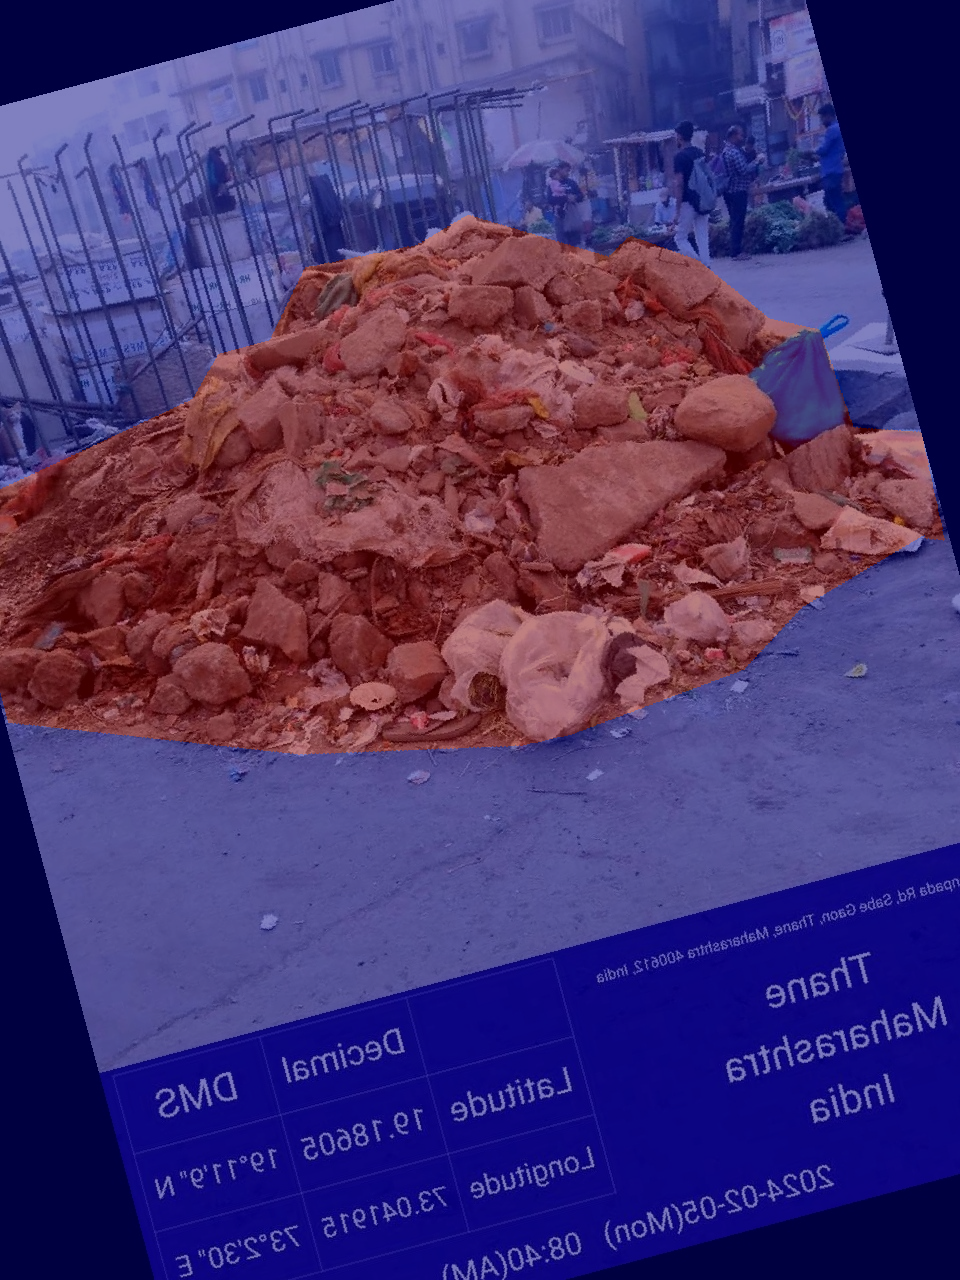 npada Rd, Sabe Gaon, Thane, Maharashtra 400612, India
Thane
Maharashtra
India
Decimal DMS
Latitude 19.18605 19°11'9" N
Longitude 73.041915 73°2'30" E
2024-02-05(Mon) 08:40(AM)